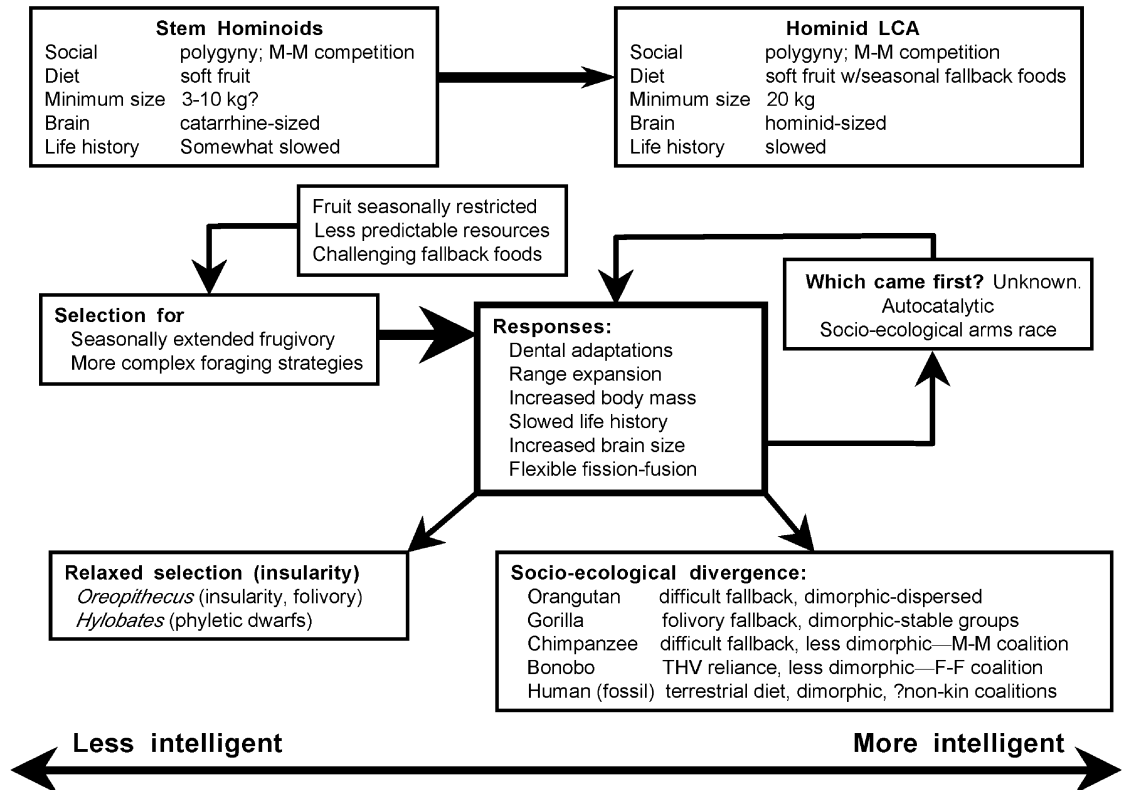 Stem Hominoids
Social polygyny; M-M competition
Diet soft fruit
Minimum size 3-10 kg?
Brain catarrhine-sized
Life history Somewhat slowed
Hominid LCA
Social polygyny; M-M competition
Diet soft fruit w/seasonal fallback foods
Minimum size 20 kg
Brain hominid-sized
Life history slowed
Fruit seasonally restricted
Less predictable resources
Challenging fallback foods
Selection for
Seasonally extended frugivory
More complex foraging strategies
Responses:
Dental adaptations
Range expansion
Increased body mass
Slowed life history
Increased brain size
Flexible fission-fusion
Which came first? Unknown.
Autocatalytic
Socio-ecological arms race
Relaxed selection (insularity)
Oreopithecus (insularity, folivory)
Hylobates (phyletic dwarfs)
Socio-ecological divergence:
Orangutan difficult fallback, dimorphic-dispersed
Gorilla folivory fallback, dimorphic-stable groups
Chimpanzee difficult fallback, less dimorphic—M-M coalition
Bonobo THV reliance, less dimorphic—F-F coalition
Human (fossil) terrestrial diet, dimorphic, ?non-kin coalitions
Less intelligent
More intelligent